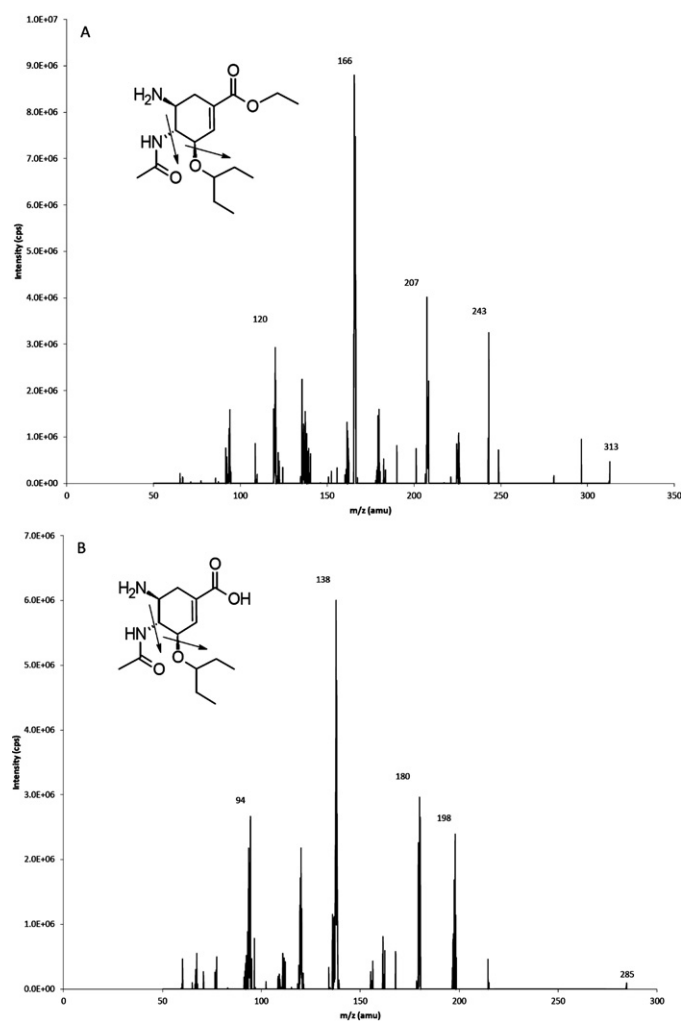 A
1.0E+07
9.0E+06
8.0E+06
7.0E+06
6.0E+06
5.0E+06
4.0E+06
3.0E+06
2.0E+06
1.0E+06
0.0E+00
Intensity (cps)
0 50 100 150 200 250 300 350
m/z (amu)
166
207
243
120
313
H₂N
O
O
HN
O
O
B
7.0E+06
6.0E+06
5.0E+06
4.0E+06
3.0E+06
2.0E+06
1.0E+06
0.0E+00
Intensity (cps)
0 50 100 150 200 250 300
m/z (amu)
138
180
94
198
285
O
H₂N
OH
HN
O
O